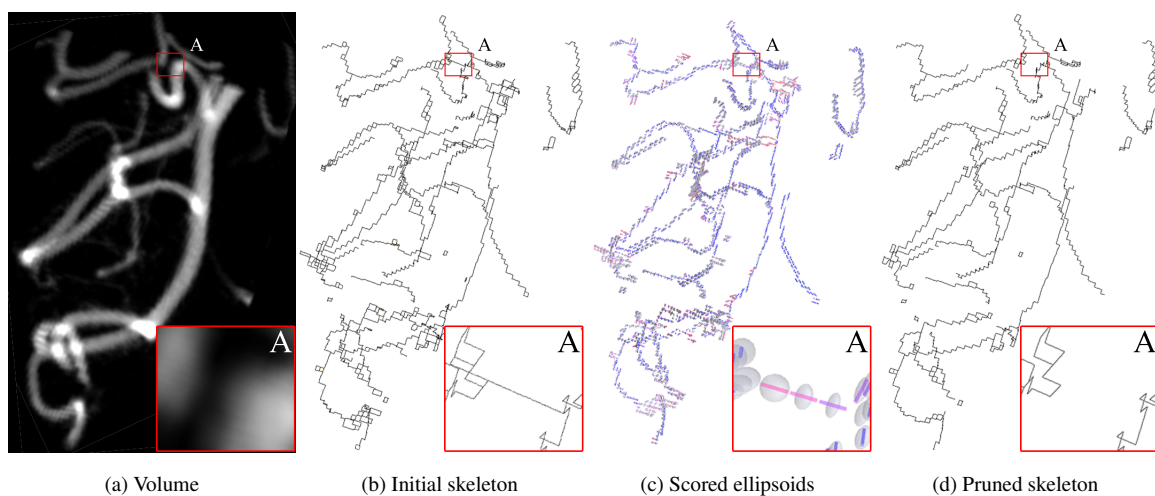 A
A
A
A
A
A
A
A
(a) Volume
(b) Initial skeleton
(c) Scored ellipsoids
(d) Pruned skeleton